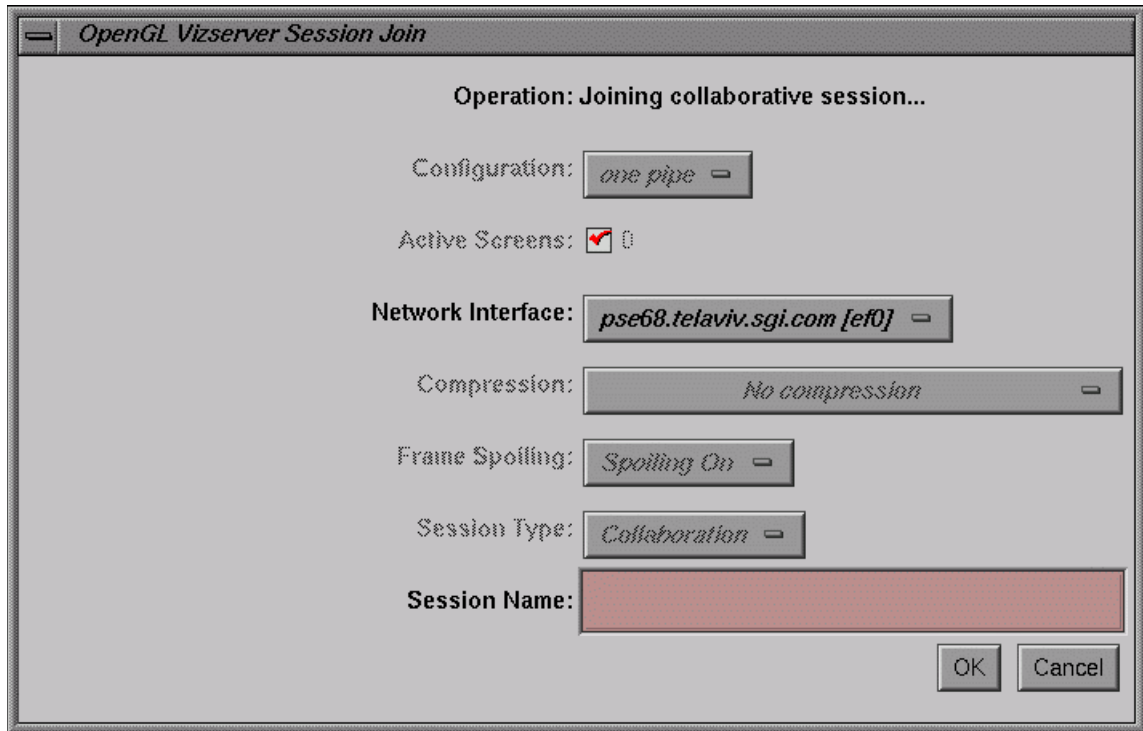 OpenGL Vizserver Session Join
Operation: Joining collaborative session...
Configuration: one pipe
Active Screens: 0
Network Interface: pse68.telaviv.sgi.com [ef0]
Compression: No compression
Frame Spoiling: Spoiling On
Session Type: Collaboration
Session Name:
OK Cancel